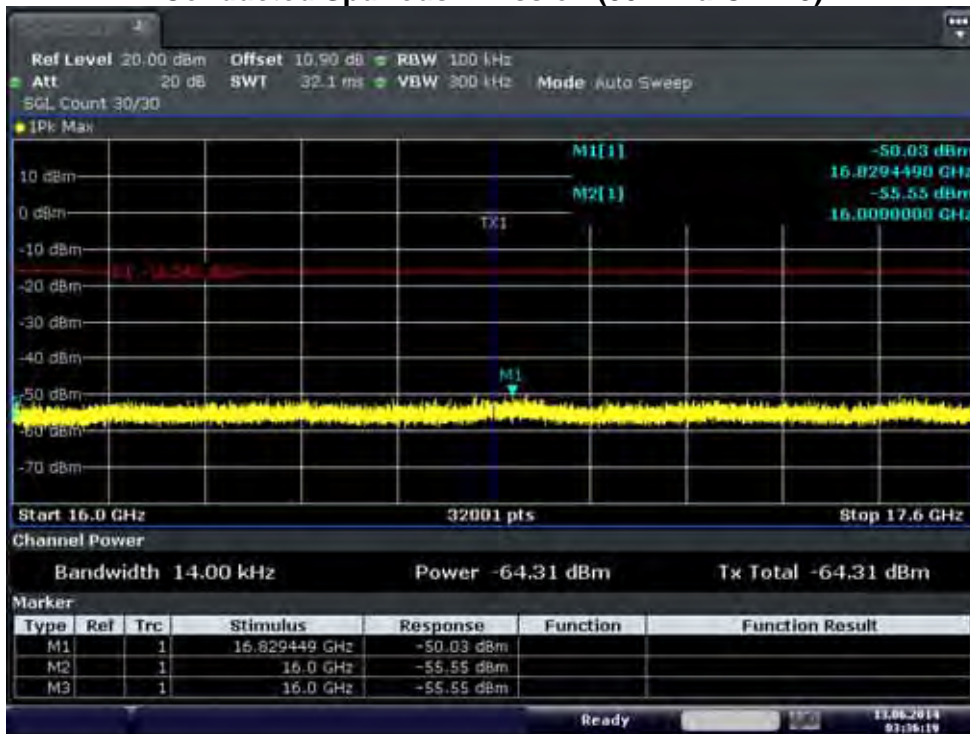 Ref Level 20.00 dBm Offset 10.90 dB RBW 100 kHz
Att 20 dB SWT 32.1 ms VBW 300 kHz Mode Auto Sweep
SGL Count 30/30
1Pk Max
M1[1] -50.03 dBm
16.8294490 GHz
M2[1] -55.55 dBm
16.0000000 GHz
10 dBm
0 dBm
TX1
-10 dBm
-20 dBm
-30 dBm
-40 dBm
M1
-50 dBm
-60 dBm
-70 dBm
Start 16.0 GHz 32001 pts Stop 17.6 GHz
Channel Power
Bandwidth 14.00 kHz Power -64.31 dBm Tx Total -64.31 dBm
Marker
Type Ref Trc Stimulus Response Function Function Result
M1 1 16.829449 GHz -50.03 dBm
M2 1 16.0 GHz -55.55 dBm
M3 1 16.0 GHz -55.55 dBm
Ready 13.06.2014
03:36:19